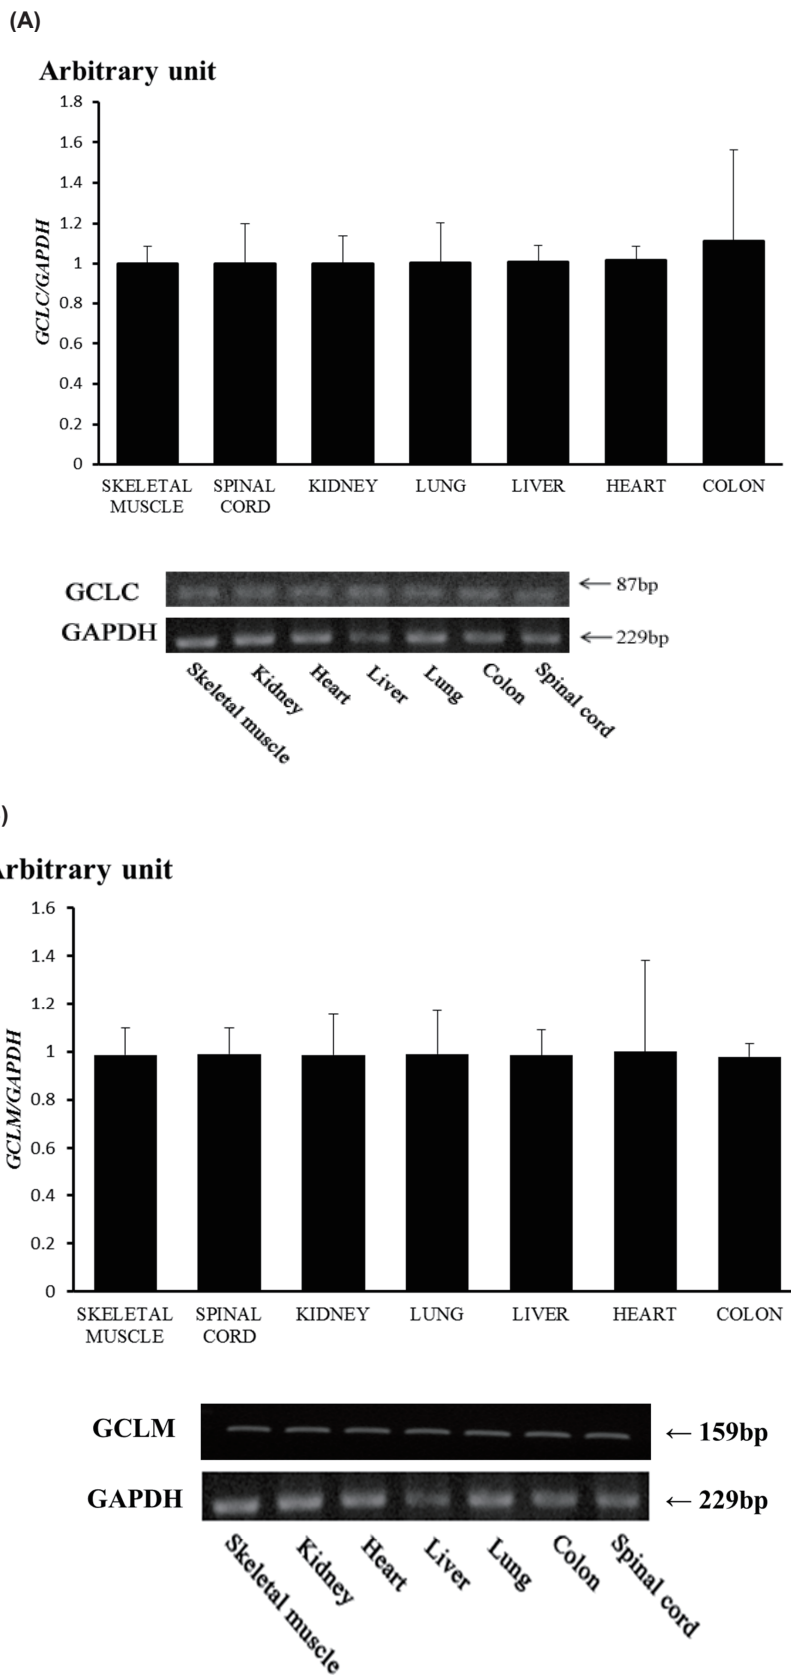 (A)
Arbitrary unit
1.8
1.6
1.4
1.2
1
0.8
0.6
0.4
0.2
0
GCLC/GAPDH
SKELETAL MUSCLE
SPINAL CORD
KIDNEY
LUNG
LIVER
HEART
COLON
GCLC
← 87bp
GAPDH
← 229bp
Skeletal muscle
Kidney
Heart
Liver
Lung
Colon
Spinal cord
)
Arbitrary unit
1.6
1.4
1.2
1
0.8
0.6
0.4
0.2
0
GCLM/GAPDH
SKELETAL MUSCLE
SPINAL CORD
KIDNEY
LUNG
LIVER
HEART
COLON
GCLM
← 159bp
GAPDH
← 229bp
Skeletal muscle
Kidney
Heart
Liver
Lung
Colon
Spinal cord